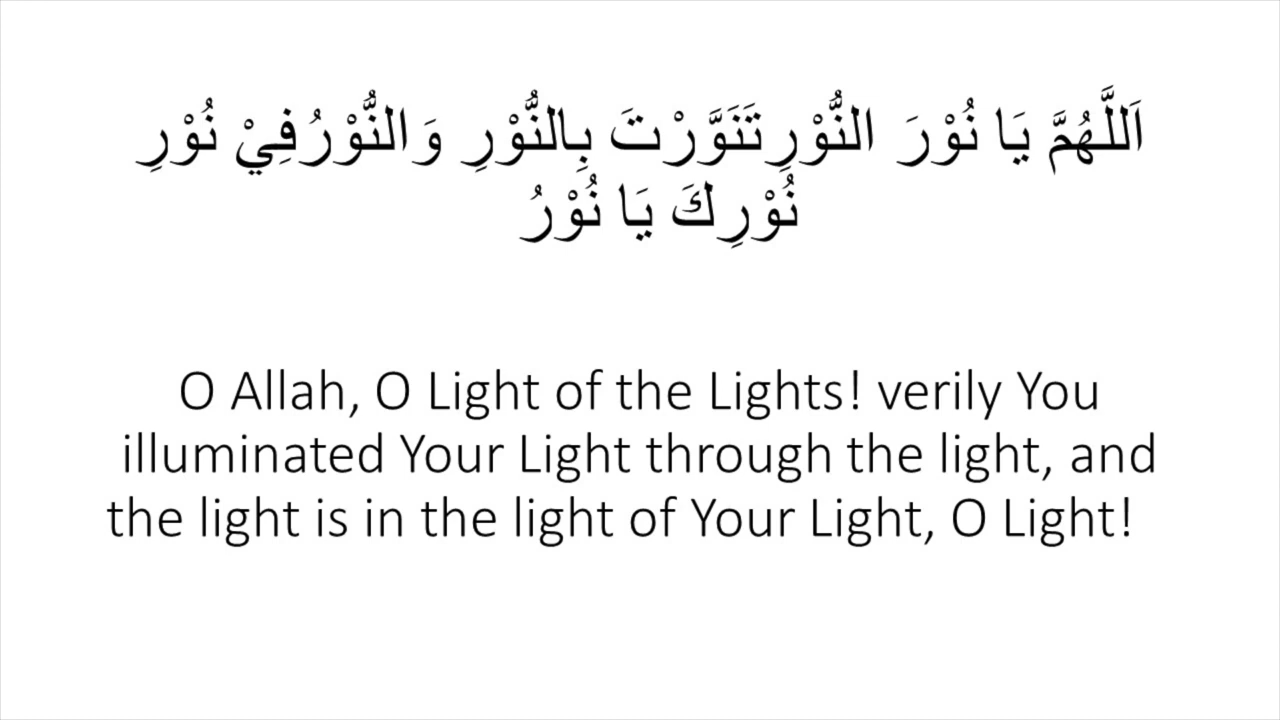 اَللَّهُمَّ يَا نُوْرَ النُّوْرِتَنَوَّرْتَ بِالنُّوْرِ وَالنُّوْرُفِيْ نُوْرِ
نُوْرِكَ يَا نُوْرُ
O Allah, O Light of the Lights! verily You
illuminated Your Light through the light, and
the light is in the light of Your Light, O Light!